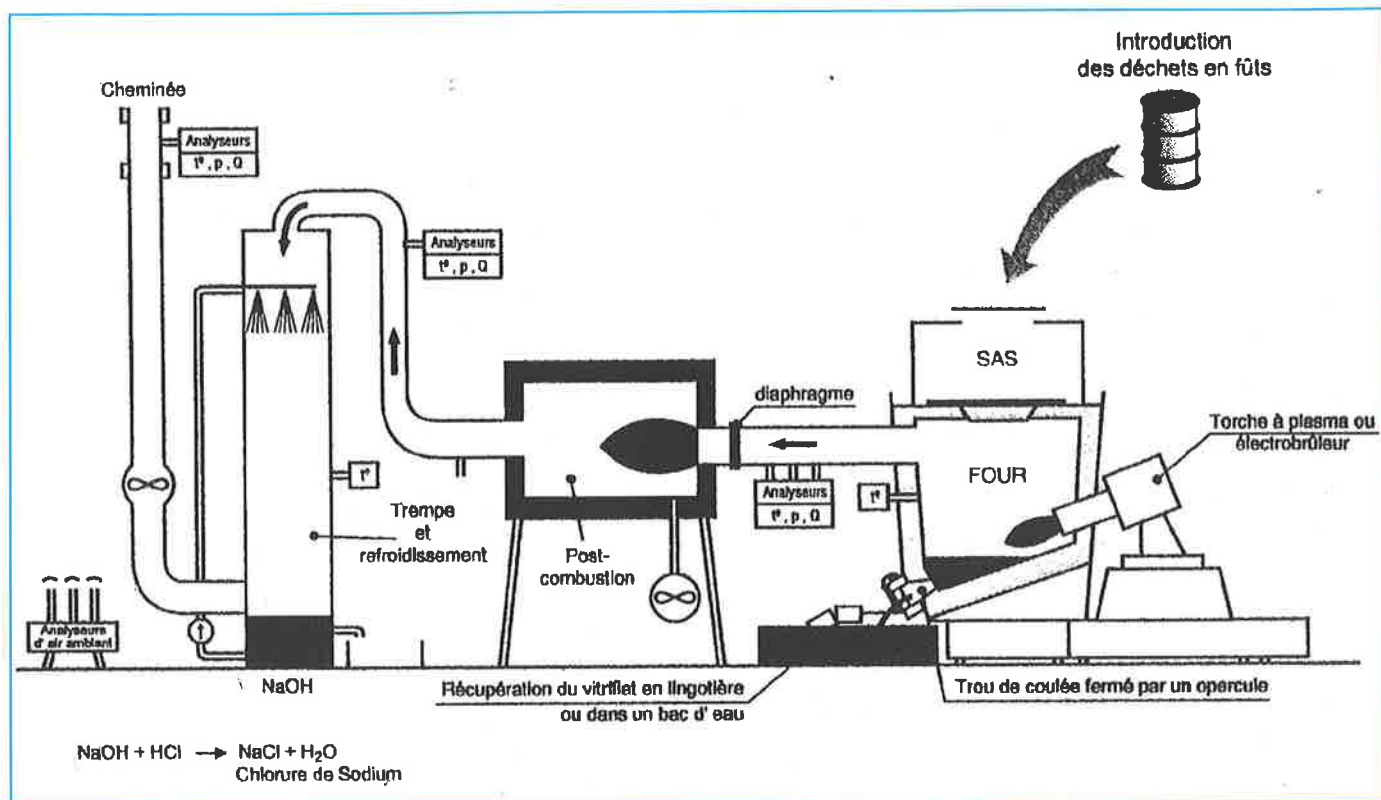 Introduction
des déchets en fûts
Cheminée
Analyseurs
t°, p, Q
Analyseurs
t°, p, Q
SAS
diaphragme
Torche à plasma ou
électrobrûleur
FOUR
t°
Analyseurs
t°, p, Q
t°
Trempe
et
refroidissement
Post-
combustion
Analyseurs
d'air ambiant
NaOH
Récupération du vitrifiat en lingotière
ou dans un bac d'eau
Trou de coulée fermé par un opercule
NaOH + HCl → NaCl + H₂O
Chlorure de Sodium